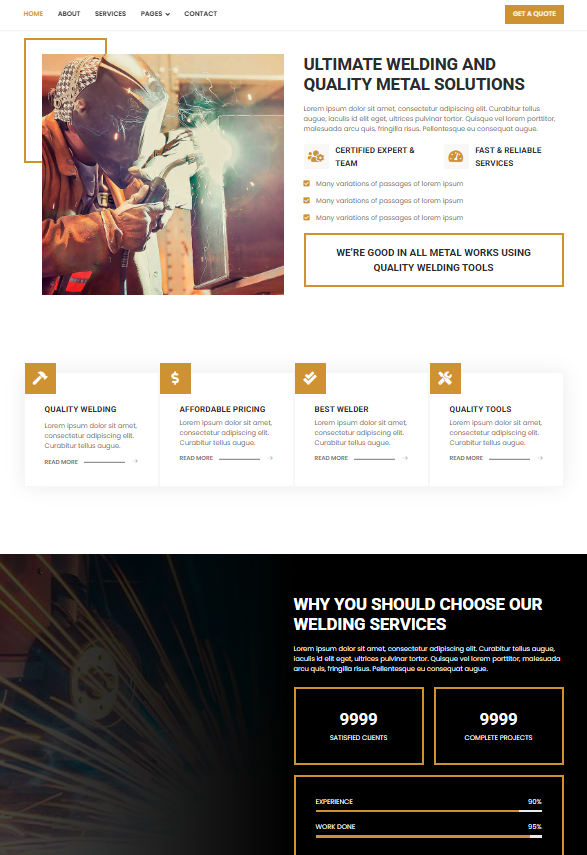 HOME ABOUT SERVICES PAGES CONTACT GET A QUOTE
ULTIMATE WELDING AND
QUALITY METAL SOLUTIONS
Lorem ipsum dolor sit amet, consectetur adipiscing elit. Curabitur tellus
augue, iaculis id elit eget, ultrices pulvinar tortor. Quisque vel lorem porttitor,
malesuada arcu quis, fringilla risus. Pellentesque eu consequat augue.
CERTIFIED EXPERT &
TEAM
FAST & RELIABLE
SERVICES
Many variations of passages of lorem ipsum
Many variations of passages of lorem ipsum
Many variations of passages of lorem ipsum
WE'RE GOOD IN ALL METAL WORKS USING
QUALITY WELDING TOOLS
QUALITY WELDING
Lorem ipsum dolor sit amet,
consectetur adipiscing elit.
Curabitur tellus augue.
READ MORE
AFFORDABLE PRICING
Lorem ipsum dolor sit amet,
consectetur adipiscing elit.
Curabitur tellus augue.
READ MORE
BEST WELDER
Lorem ipsum dolor sit amet,
consectetur adipiscing elit.
Curabitur tellus augue.
READ MORE
QUALITY TOOLS
Lorem ipsum dolor sit amet,
consectetur adipiscing elit.
Curabitur tellus augue.
READ MORE
WHY YOU SHOULD CHOOSE OUR
WELDING SERVICES
Lorem ipsum dolor sit amet, consectetur adipiscing elit. Curabitur tellus augue,
iaculis id elit eget, ultrices pulvinar tortor. Quisque vel lorem porttitor, malesuada
arcu quis, fringilla risus. Pellentesque eu consequat augue.
9999
SATISFIED CLIENTS
9999
COMPLETE PROJECTS
EXPERIENCE 90%
WORK DONE 95%